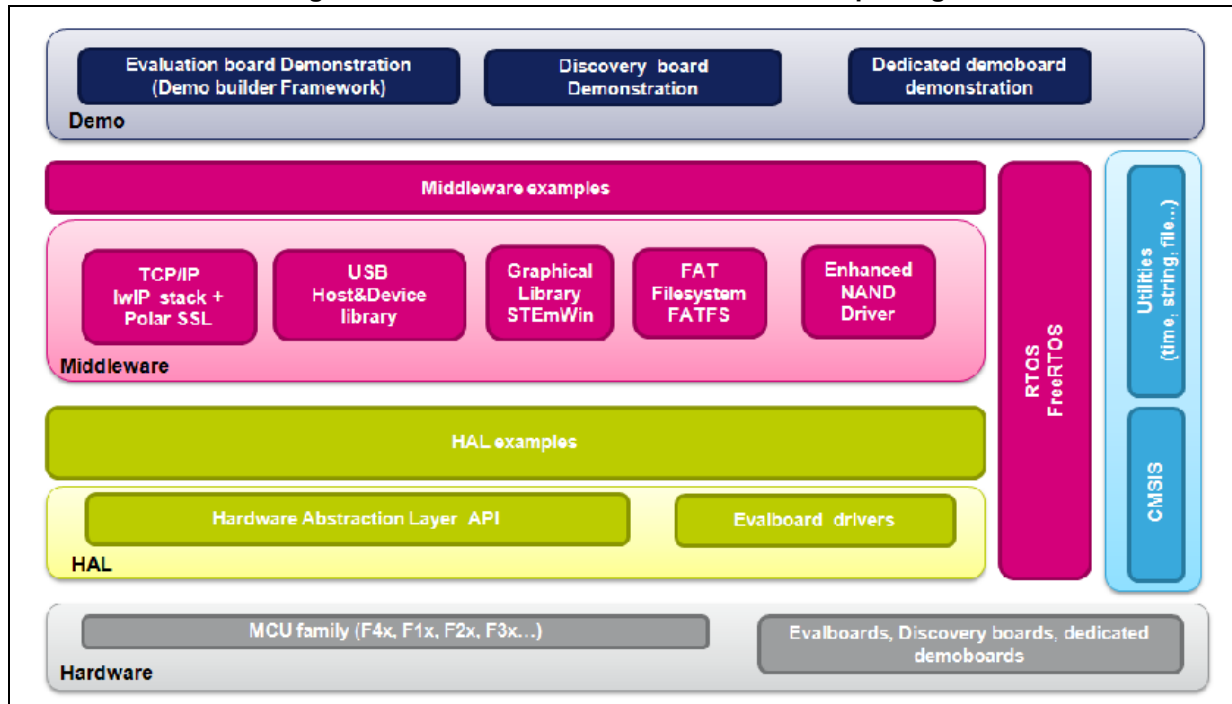 Evaluation board Demonstration
(Demo builder Framework)
Discovery board
Demonstration
Dedicated demoboard
demonstration
Demo
Middleware examples
TCP/IP
lwIP stack +
Polar SSL
USB
Host&Device
library
Graphical
Library
STEmWin
FAT
Filesystem
FATFS
Enhanced
NAND
Driver
Middleware
HAL examples
Hardware Abstraction Layer API
Evalboard drivers
HAL
RTOS
FreeRTOS
Utilities
(time, string, file...)
CMSIS
MCU family (F4x, F1x, F2x, F3x...)
Evalboards, Discovery boards, dedicated
demoboards
Hardware